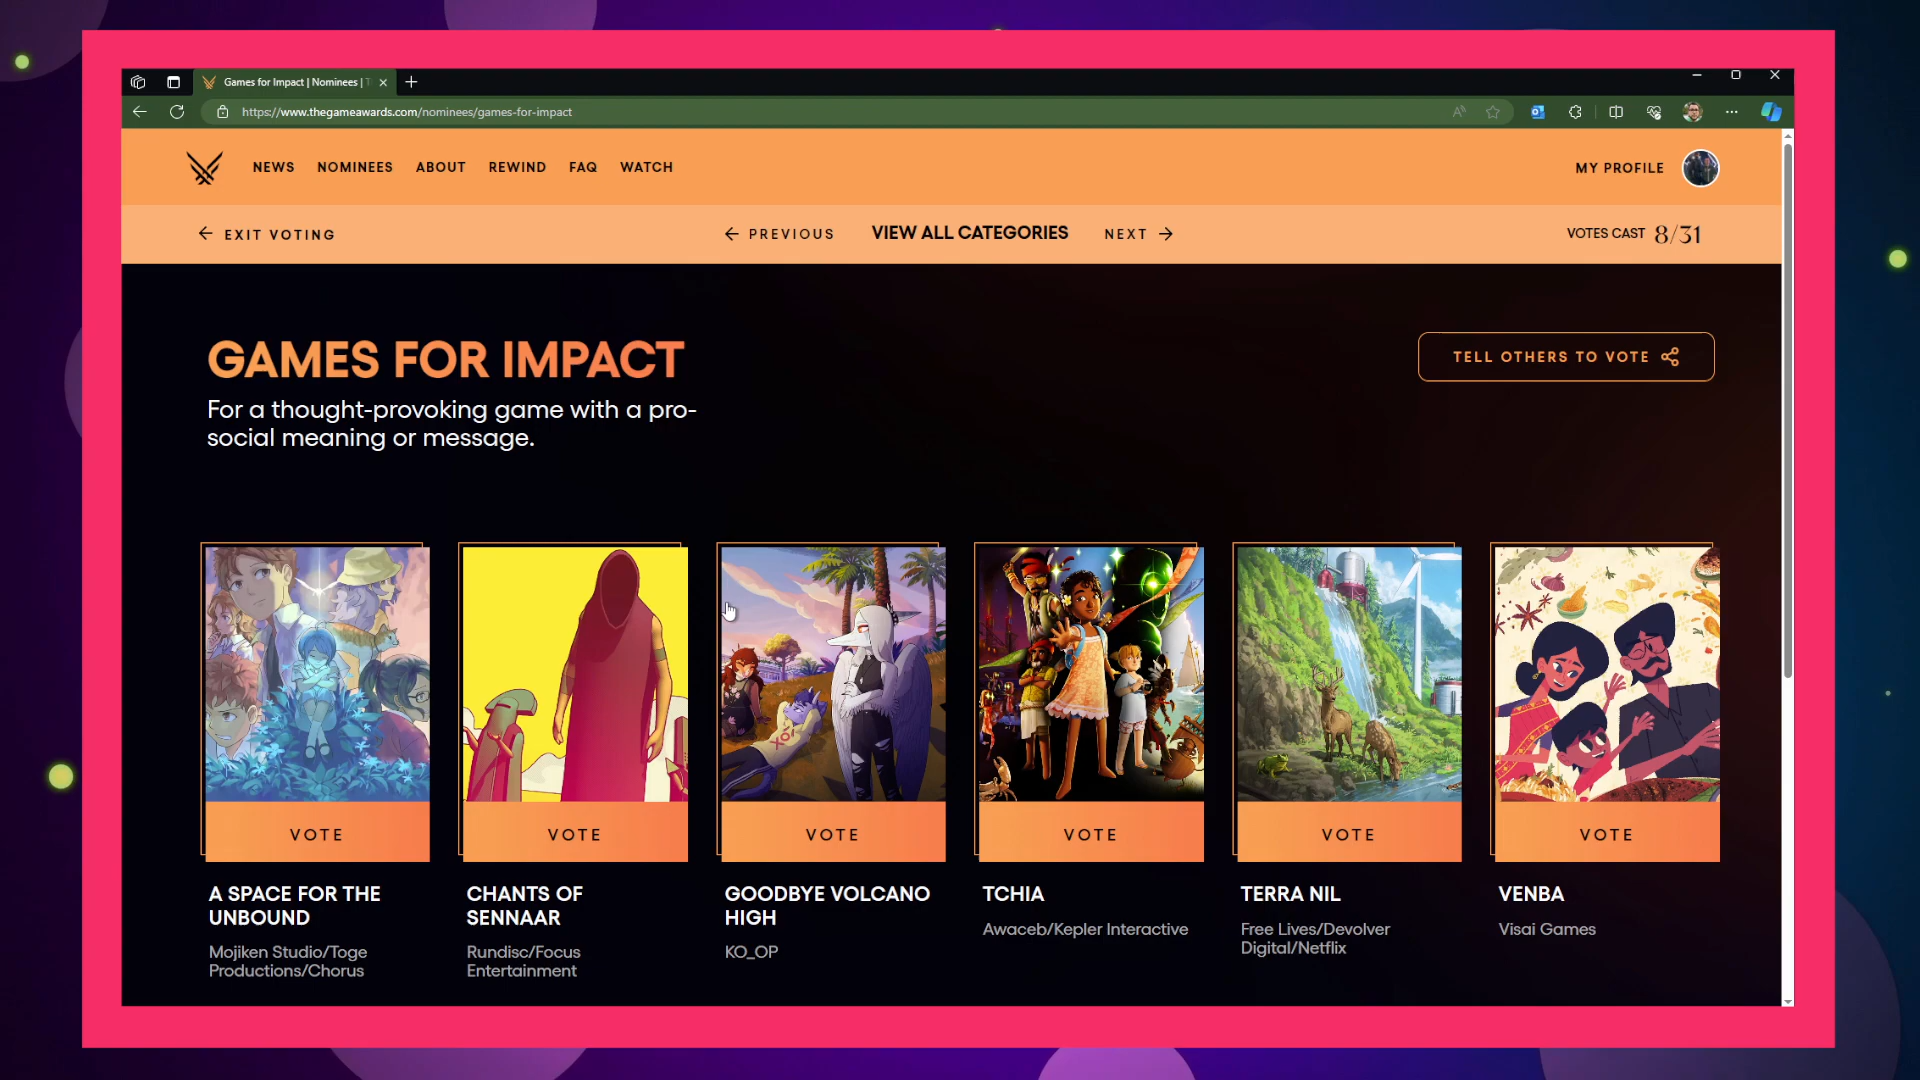 Games for Impact | Nominees | T
https://www.thegameawards.com/nominees/games-for-impact
NEWS NOMINEES ABOUT REWIND FAQ WATCH
MY PROFILE
EXIT VOTING
PREVIOUS VIEW ALL CATEGORIES NEXT
VOTES CAST 8/31
GAMES FOR IMPACT
TELL OTHERS TO VOTE
For a thought-provoking game with a pro-
social meaning or message.
XO!
VOTE VOTE VOTE VOTE VOTE VOTE
A SPACE FOR THE
UNBOUND
Mojiken Studio/Toge
Productions/Chorus
CHANTS OF
SENNAAR
Rundisc/Focus
Entertainment
GOODBYE VOLCANO
HIGH
KO_OP
TCHIA
Awaceb/Kepler Interactive
TERRA NIL
Free Lives/Devolver
Digital/Netflix
VENBA
Visai Games